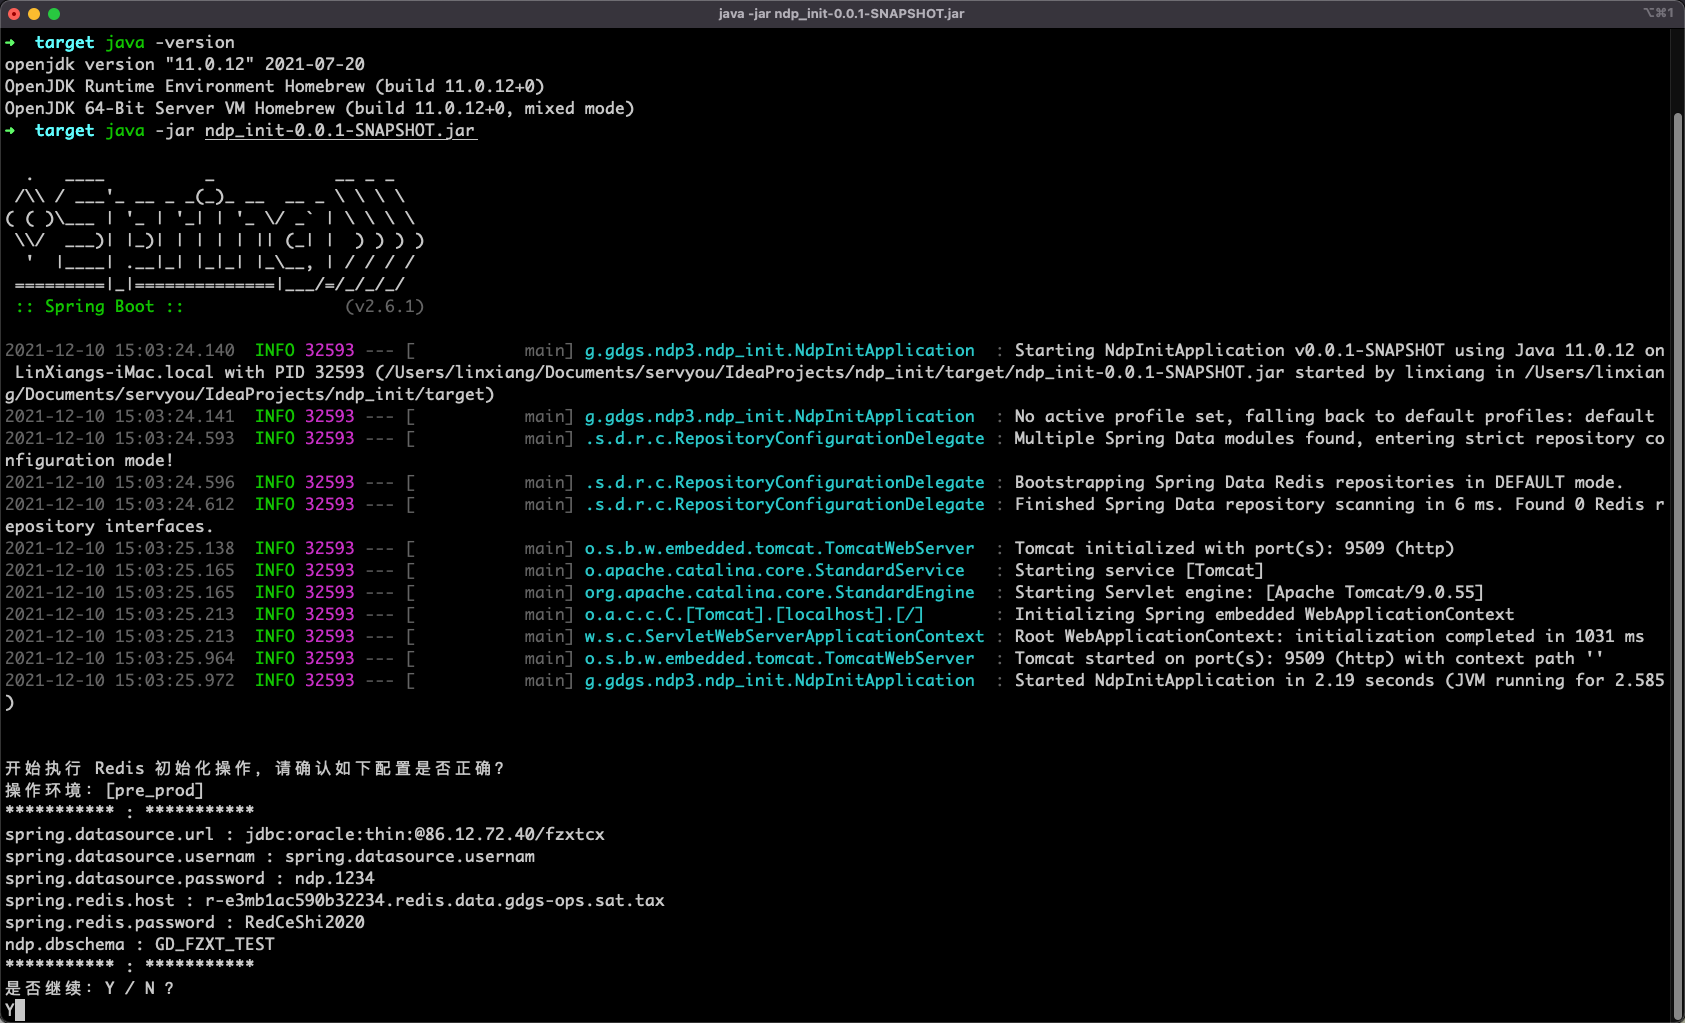 java -jar ndp_init-0.0.1-SNAPSHOT.jar
⌥⌘1
➜  target java -version
openjdk version "11.0.12" 2021-07-20
OpenJDK Runtime Environment Homebrew (build 11.0.12+0)
OpenJDK 64-Bit Server VM Homebrew (build 11.0.12+0, mixed mode)
➜  target java -jar ndp_init-0.0.1-SNAPSHOT.jar
  .   ____          _            __ _ _
 /\\ / ___'_ __ _ _(_)_ __  __ _ \ \ \ \
( ( )\___ | '_ | '_| | '_ \/ _` | \ \ \ \
 \\/  ___)| |_)| | | | | || (_| |  ) ) ) )
  '  |____| .__|_| |_|_| |_\__, | / / / /
 =========|_|==============|___/=/_/_/_/
 :: Spring Boot ::                (v2.6.1)
2021-12-10 15:03:24.140  INFO 32593 --- [           main] g.gdgs.ndp3.ndp_init.NdpInitApplication  : Starting NdpInitApplication v0.0.1-SNAPSHOT using Java 11.0.12 on
 LinXiangs-iMac.local with PID 32593 (/Users/linxiang/Documents/servyou/IdeaProjects/ndp_init/target/ndp_init-0.0.1-SNAPSHOT.jar started by linxiang in /Users/linxian
g/Documents/servyou/IdeaProjects/ndp_init/target)
2021-12-10 15:03:24.141  INFO 32593 --- [           main] g.gdgs.ndp3.ndp_init.NdpInitApplication  : No active profile set, falling back to default profiles: default
2021-12-10 15:03:24.593  INFO 32593 --- [           main] .s.d.r.c.RepositoryConfigurationDelegate : Multiple Spring Data modules found, entering strict repository co
nfiguration mode!
2021-12-10 15:03:24.596  INFO 32593 --- [           main] .s.d.r.c.RepositoryConfigurationDelegate : Bootstrapping Spring Data Redis repositories in DEFAULT mode.
2021-12-10 15:03:24.612  INFO 32593 --- [           main] .s.d.r.c.RepositoryConfigurationDelegate : Finished Spring Data repository scanning in 6 ms. Found 0 Redis r
epository interfaces.
2021-12-10 15:03:25.138  INFO 32593 --- [           main] o.s.b.w.embedded.tomcat.TomcatWebServer  : Tomcat initialized with port(s): 9509 (http)
2021-12-10 15:03:25.165  INFO 32593 --- [           main] o.apache.catalina.core.StandardService   : Starting service [Tomcat]
2021-12-10 15:03:25.165  INFO 32593 --- [           main] org.apache.catalina.core.StandardEngine  : Starting Servlet engine: [Apache Tomcat/9.0.55]
2021-12-10 15:03:25.213  INFO 32593 --- [           main] o.a.c.c.C.[Tomcat].[localhost].[/]       : Initializing Spring embedded WebApplicationContext
2021-12-10 15:03:25.213  INFO 32593 --- [           main] w.s.c.ServletWebServerApplicationContext : Root WebApplicationContext: initialization completed in 1031 ms
2021-12-10 15:03:25.964  INFO 32593 --- [           main] o.s.b.w.embedded.tomcat.TomcatWebServer  : Tomcat started on port(s): 9509 (http) with context path ''
2021-12-10 15:03:25.972  INFO 32593 --- [           main] g.gdgs.ndp3.ndp_init.NdpInitApplication  : Started NdpInitApplication in 2.19 seconds (JVM running for 2.585
)
开始执行 Redis 初始化操作，请确认如下配置是否正确？
操作环境：[pre_prod]
*********** : ***********
spring.datasource.url : jdbc:oracle:thin:@86.12.72.40/fzxtcx
spring.datasource.usernam : spring.datasource.usernam
spring.datasource.password : ndp.1234
spring.redis.host : r-e3mb1ac590b32234.redis.data.gdgs-ops.sat.tax
spring.redis.password : RedCeShi2020
ndp.dbschema : GD_FZXT_TEST
*********** : ***********
是否继续：Y / N ?
Y